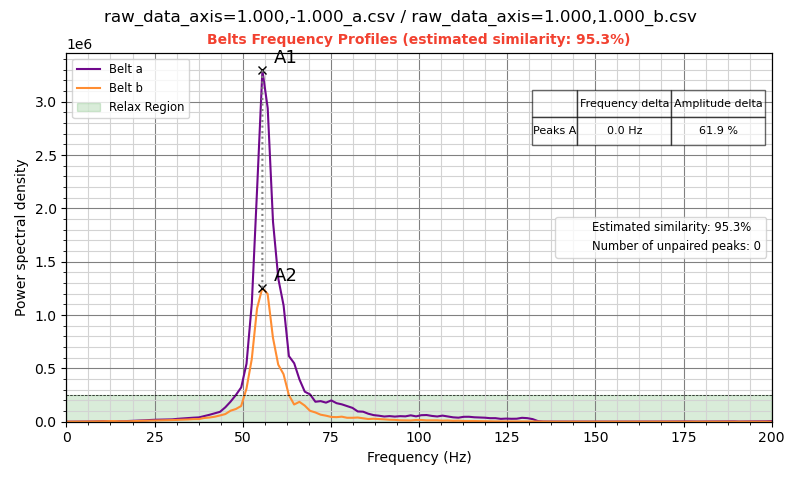 raw_data_axis=1.000,-1.000_a.csv / raw_data_axis=1.000,1.000_b.csv
Belts Frequency Profiles (estimated similarity: 95.3%)
1e6
A1
Belt a
Belt b
Relax Region
Frequency delta Amplitude delta
Peaks A 0.0 Hz 61.9 %
Estimated similarity: 95.3%
Number of unpaired peaks: 0
A2
Power spectral density
3.0
2.5
2.0
1.5
1.0
0.5
0.0
0 25 50 75 100 125 150 175 200
Frequency (Hz)